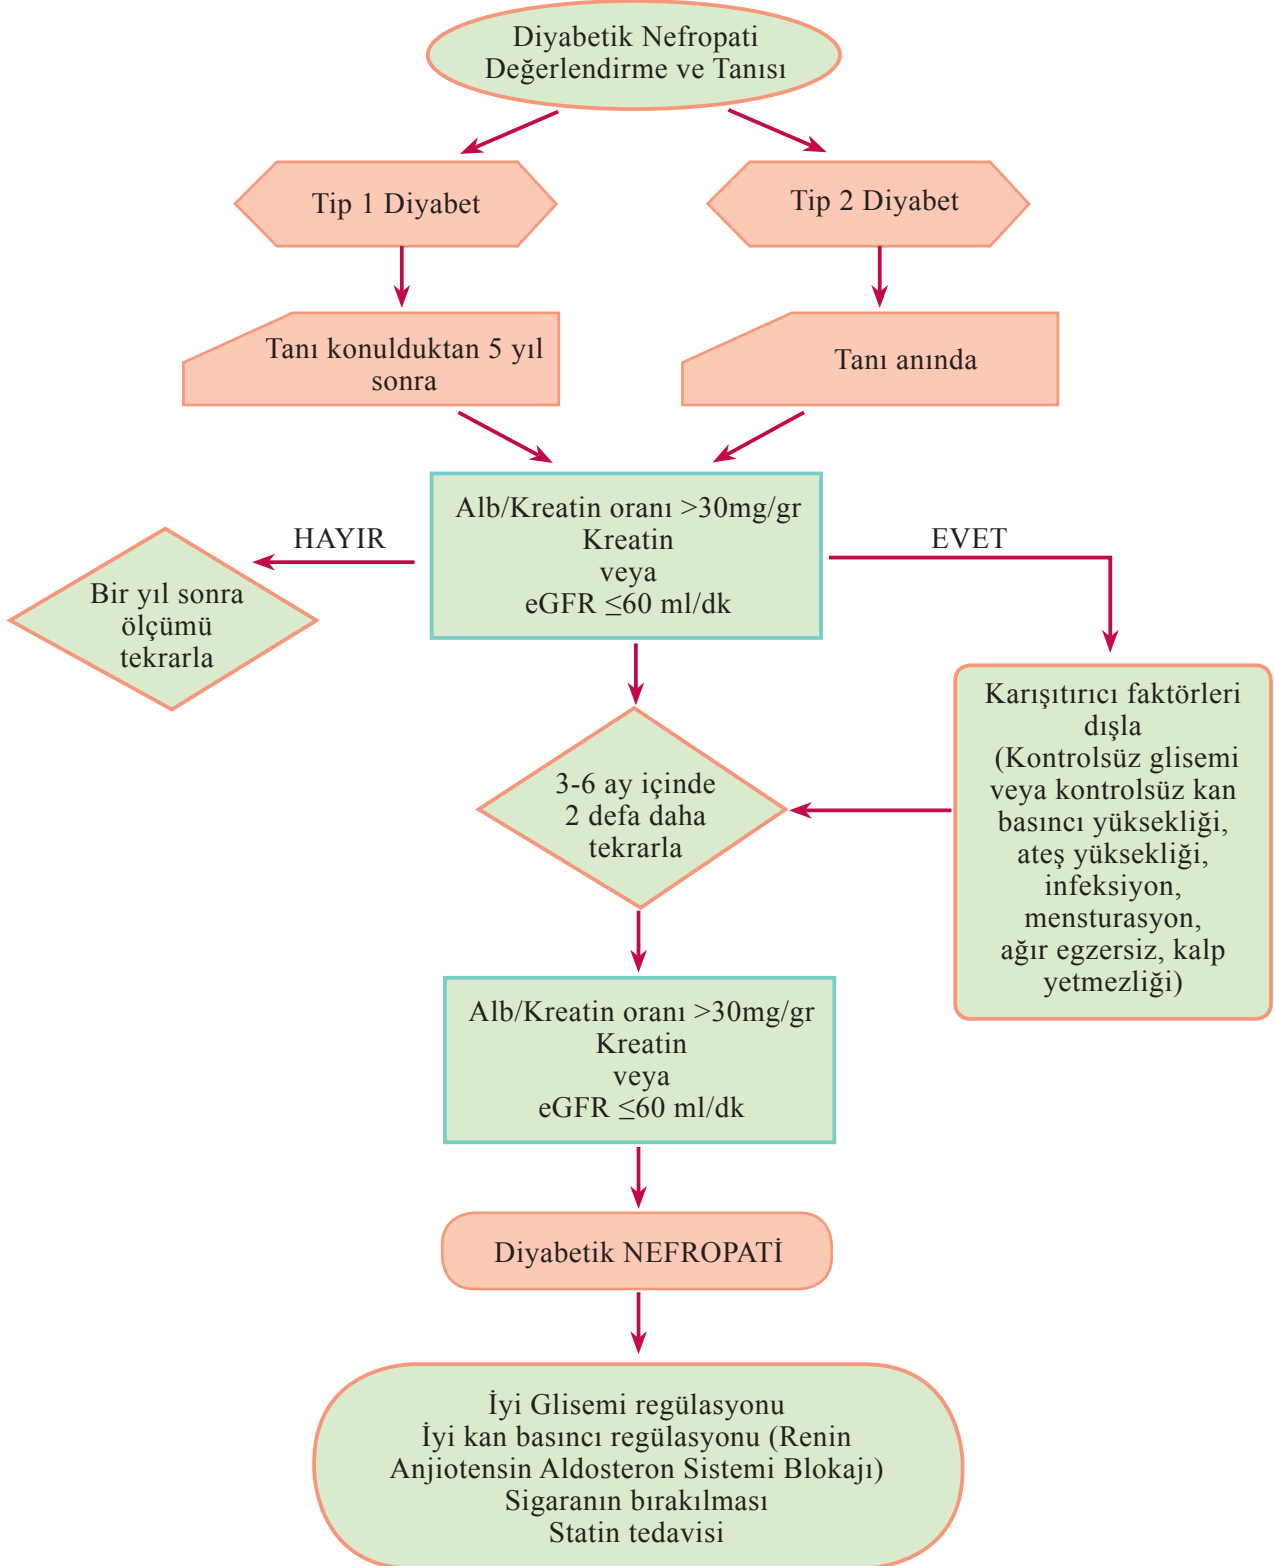 Diyabetik Nefropati
Değerlendirme ve Tanısı
Tip 1 Diyabet
Tip 2 Diyabet
Tanı konulduktan 5 yıl
sonra
Tanı anında
Alb/Kreatin oranı >30mg/gr
Kreatin
veya
eGFR ≤60 ml/dk
HAYIR
EVET
Bir yıl sonra
ölçümü
tekrarla
Karışıtırıcı faktörleri
dışla
(Kontrolsüz glisemi
veya kontrolsüz kan
basıncı yüksekliği,
ateş yüksekliği,
infeksiyon,
mensturasyon,
ağır egzersiz, kalp
yetmezliği)
3-6 ay içinde
2 defa daha
tekrarla
Alb/Kreatin oranı >30mg/gr
Kreatin
veya
eGFR ≤60 ml/dk
Diyabetik NEFROPATİ
İyi Glisemi regülasyonu
İyi kan basıncı regülasyonu (Renin
Anjiotensin Aldosteron Sistemi Blokajı)
Sigaranın bırakılması
Statin tedavisi